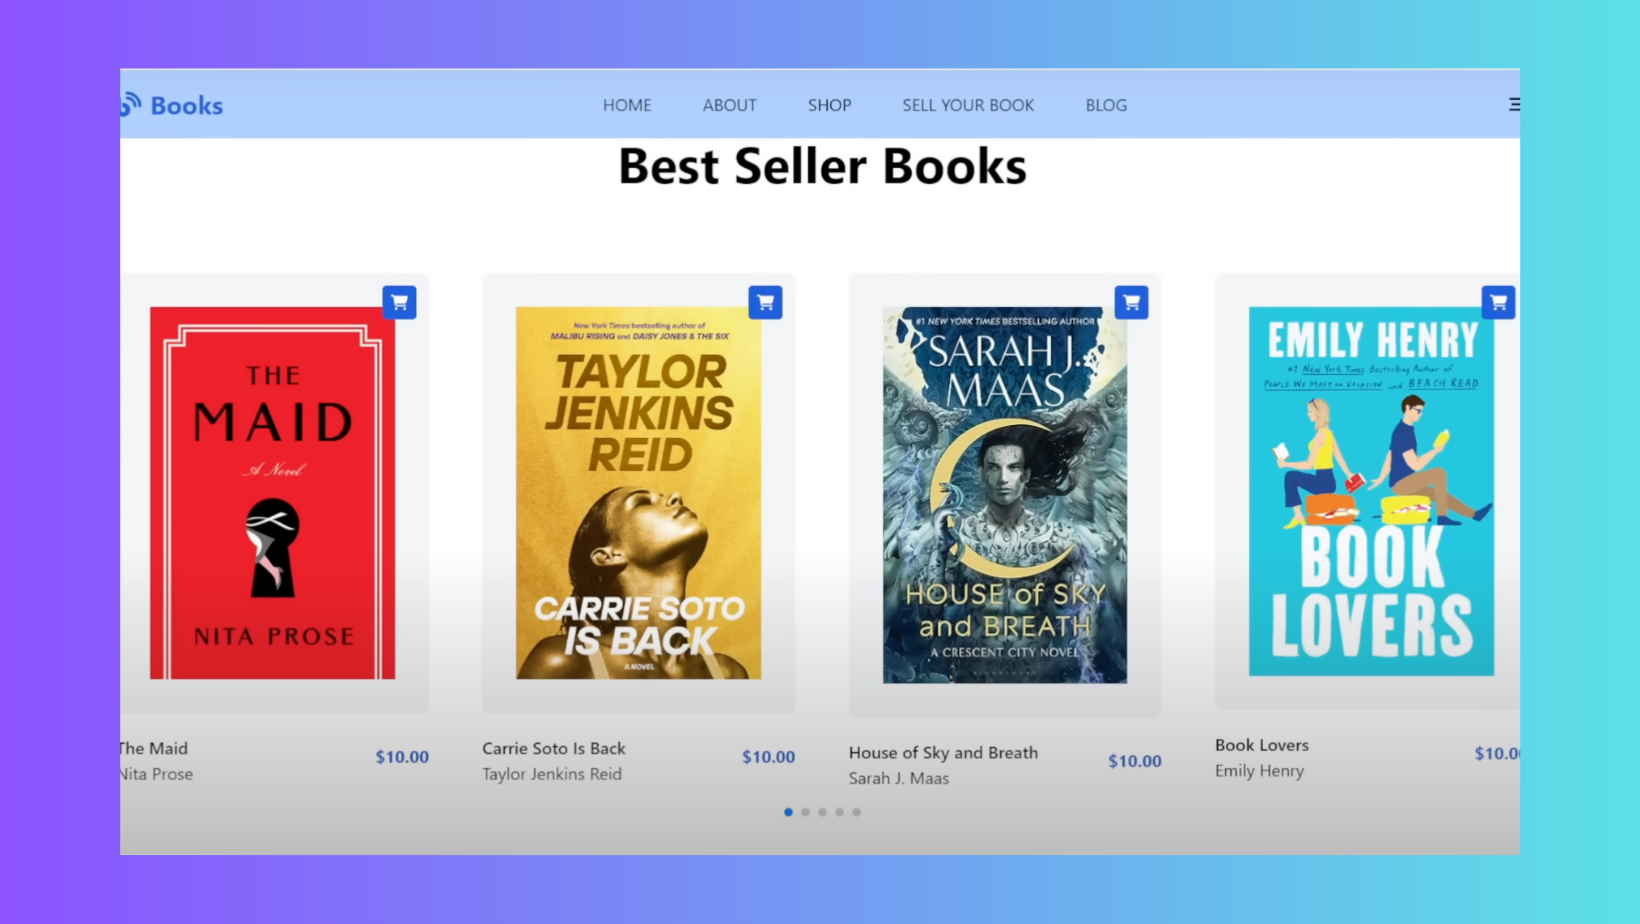 Books
HOME
ABOUT
SHOP
SELL YOUR BOOK
BLOG
Best Seller Books
THE
MAID
A Novel
NITA PROSE
New York Times bestselling author of
MALIBU RISING and DAISY JONES & THE SIX
TAYLOR
JENKINS
REID
CARRIE SOTO
IS BACK
A NOVEL
#1 NEW YORK TIMES BESTSELLING AUTHOR
SARAH J.
MAAS
HOUSE of SKY
and BREATH
A CRESCENT CITY NOVEL
EMILY HENRY
#1 New York Times Bestselling Author of
PEOPLE WE MEET ON VACATION and BEACH READ
BOOK
LOVERS
The Maid
Nita Prose
$10.00
Carrie Soto Is Back
Taylor Jenkins Reid
$10.00
House of Sky and Breath
Sarah J. Maas
$10.00
Book Lovers
Emily Henry
$10.0